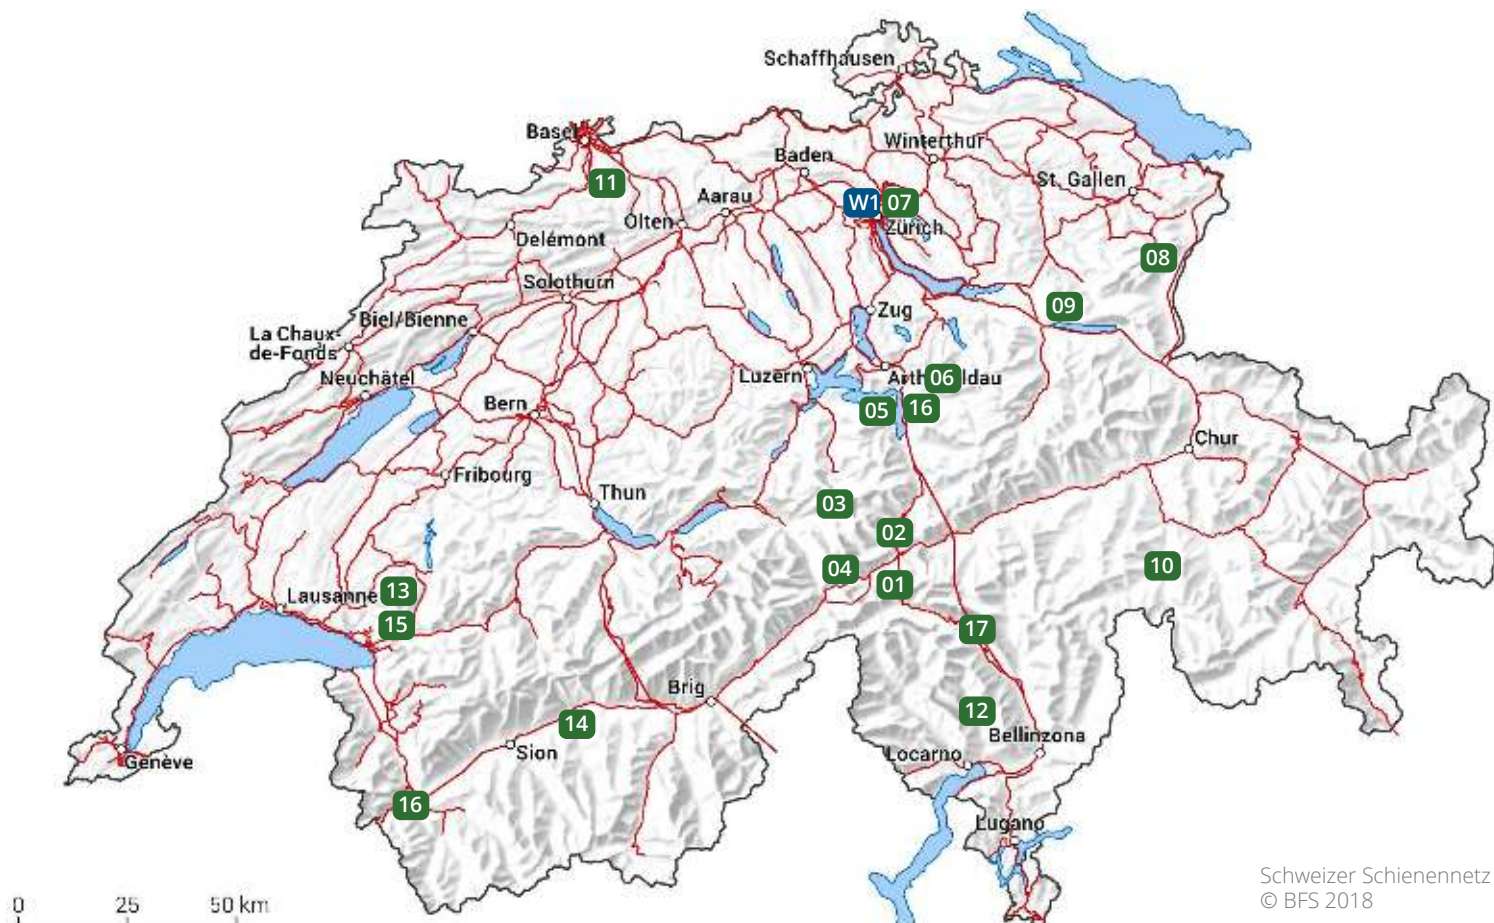 Schaffhausen
Basel
Winterthur
Baden
11
St. Gallen
Aarau
W1
07
Olten
Zürich
Delémont
08
Solothurn
09
Zug
Biel/Bienne
La Chaux-
de-Fonds
Neuchâtel
Luzern
06
Bern
05
16
Chur
Fribourg
Thun
03
02
04
10
01
Lausanne
13
15
17
Brig
12
14
Bellinzona
Sion
Locarno
Genève
16
Lugano
0
25
50 km
Schweizer Schienennetz
© BFS 2018